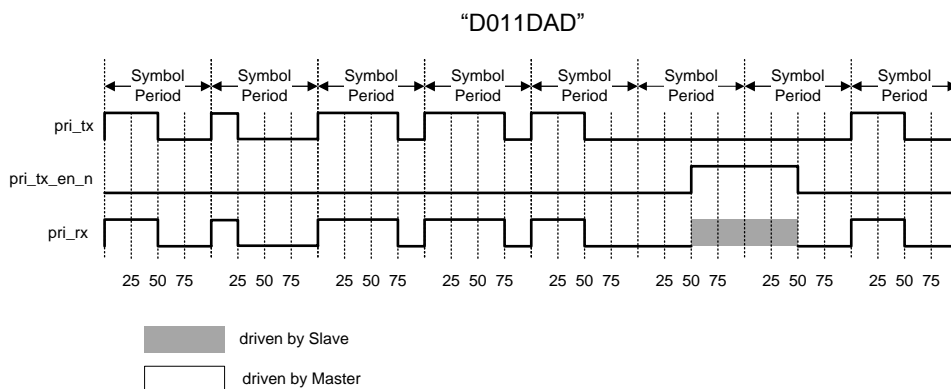 “D011DAD”
Symbol Period Symbol Period Symbol Period Symbol Period Symbol Period Symbol Period Symbol Period Symbol Period
pri_tx
pri_tx_en_n
pri_rx
25 50 75 25 50 75 25 50 75 25 50 75 25 50 75 25 50 75 25 50 75 25 50 75
driven by Slave
driven by Master